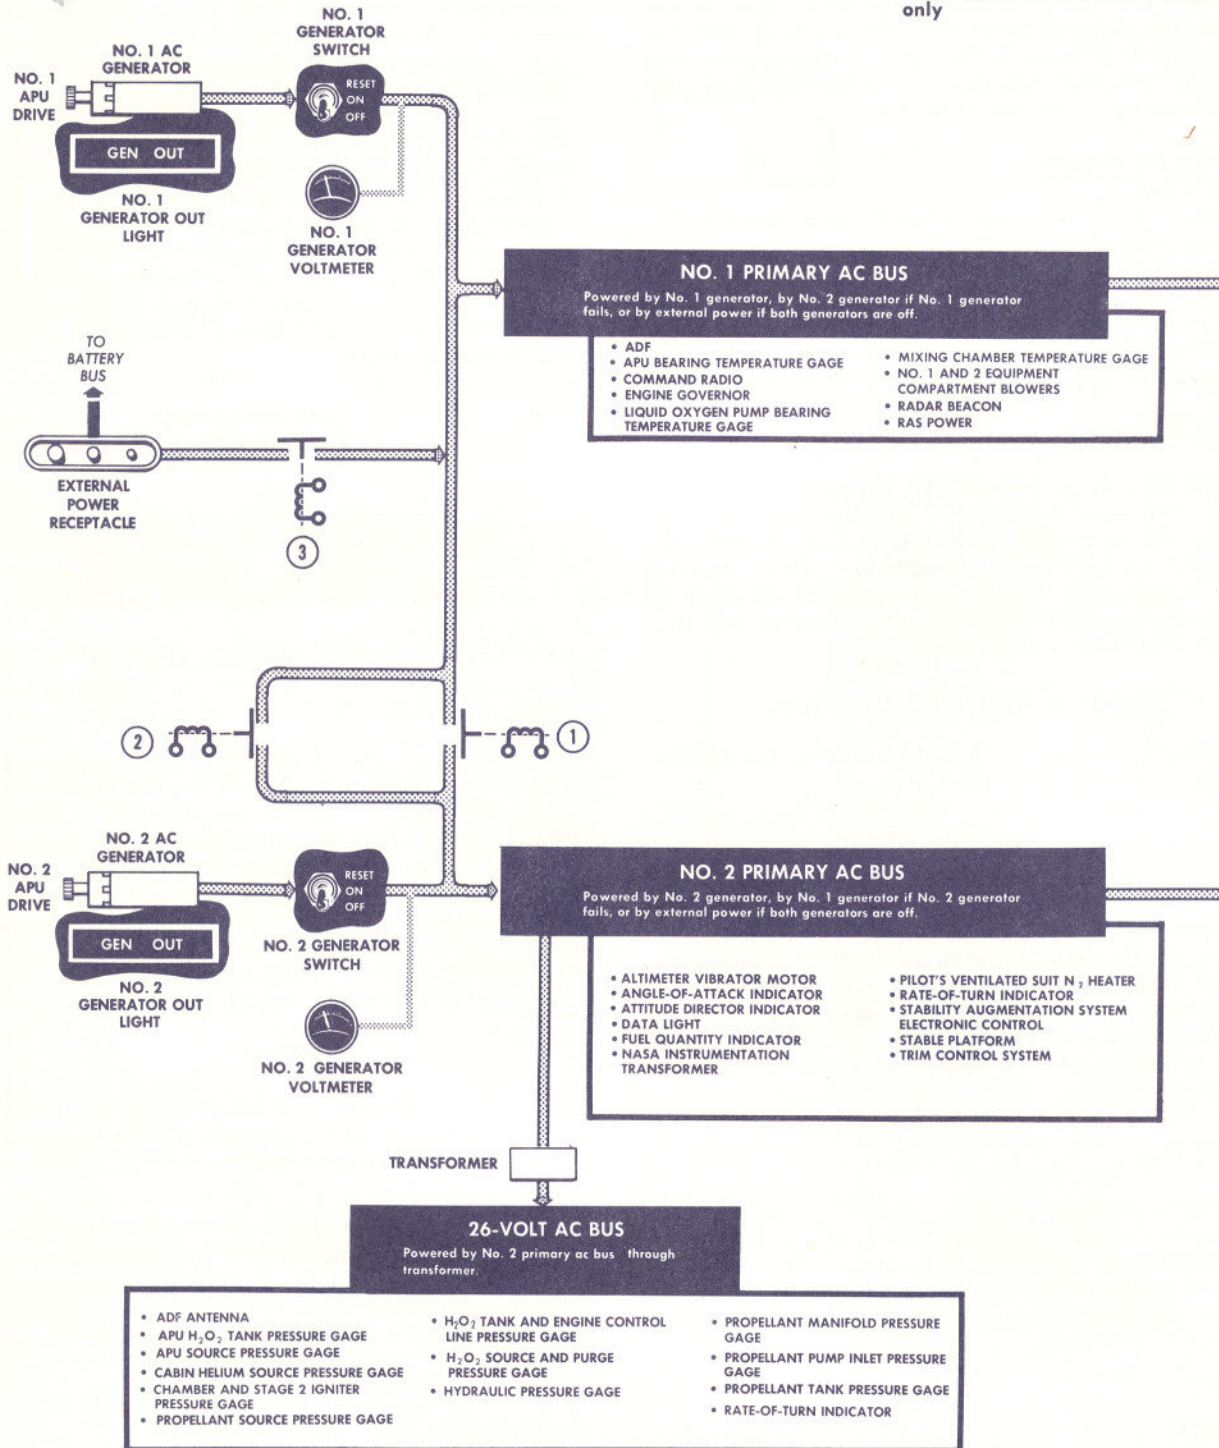 only
NO. 1
GENERATOR
SWITCH
NO. 1 AC
GENERATOR
NO. 1
APU
DRIVE
RESET
ON
OFF
GEN OUT
NO. 1
GENERATOR OUT
LIGHT
NO. 1
GENERATOR
VOLTMETER
NO. 1 PRIMARY AC BUS
Powered by No. 1 generator, by No. 2 generator if No. 1 generator
fails, or by external power if both generators are off.
• ADF
• APU BEARING TEMPERATURE GAGE
• COMMAND RADIO
• ENGINE GOVERNOR
• LIQUID OXYGEN PUMP BEARING
TEMPERATURE GAGE
• MIXING CHAMBER TEMPERATURE GAGE
• NO. 1 AND 2 EQUIPMENT
COMPARTMENT BLOWERS
• RADAR BEACON
• RAS POWER
TO
BATTERY
BUS
EXTERNAL
POWER
RECEPTACLE
3
2
1
NO. 2 AC
GENERATOR
NO. 2
APU
DRIVE
RESET
ON
OFF
GEN OUT
NO. 2
GENERATOR OUT
LIGHT
NO. 2 GENERATOR
SWITCH
NO. 2 GENERATOR
VOLTMETER
NO. 2 PRIMARY AC BUS
Powered by No. 2 generator, by No. 1 generator if No. 2 generator
fails, or by external power if both generators are off.
• ALTIMETER VIBRATOR MOTOR
• ANGLE-OF-ATTACK INDICATOR
• ATTITUDE DIRECTOR INDICATOR
• DATA LIGHT
• FUEL QUANTITY INDICATOR
• NASA INSTRUMENTATION
TRANSFORMER
• PILOT'S VENTILATED SUIT N₂ HEATER
• RATE-OF-TURN INDICATOR
• STABILITY AUGMENTATION SYSTEM
ELECTRONIC CONTROL
• STABLE PLATFORM
• TRIM CONTROL SYSTEM
TRANSFORMER
26-VOLT AC BUS
Powered by No. 2 primary ac bus through
transformer.
• ADF ANTENNA
• APU H₂O₂ TANK PRESSURE GAGE
• APU SOURCE PRESSURE GAGE
• CABIN HELIUM SOURCE PRESSURE GAGE
• CHAMBER AND STAGE 2 IGNITER
PRESSURE GAGE
• PROPELLANT SOURCE PRESSURE GAGE
• H₂O₂ TANK AND ENGINE CONTROL
LINE PRESSURE GAGE
• H₂O₂ SOURCE AND PURGE
PRESSURE GAGE
• HYDRAULIC PRESSURE GAGE
• PROPELLANT MANIFOLD PRESSURE
GAGE
• PROPELLANT PUMP INLET PRESSURE
GAGE
• PROPELLANT TANK PRESSURE GAGE
• RATE-OF-TURN INDICATOR